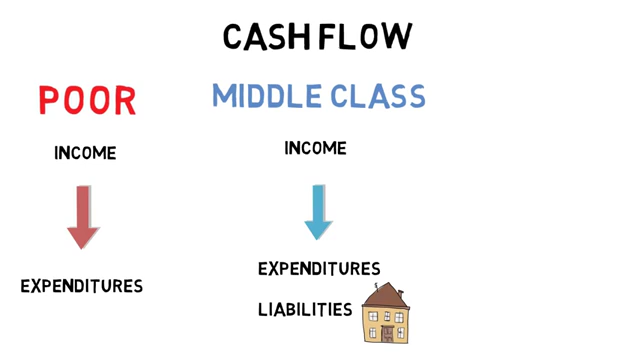 CASH FLOW
POOR
INCOME
EXPENDITURES
MIDDLE CLASS
INCOME
EXPENDITURES
LIABILITIES